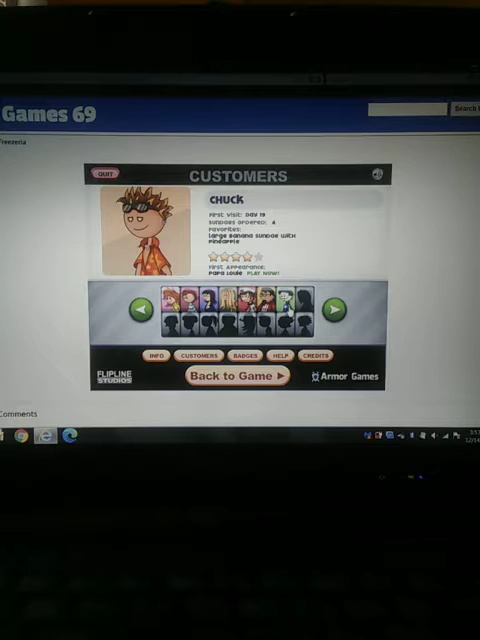 Games 69
Search
Freezeria
QUIT
CUSTOMERS
CHUCK
First Visit: Day 19
Sundaes Ordered: 4
Favorites:
Large Banana Sundae with
Pineapple
First Appearance:
Papa Louie PLAY NOW!
INFO
CUSTOMERS
BADGES
HELP
CREDITS
FLIPLINE
STUDIOS
Back to Game
Armor Games
Comments